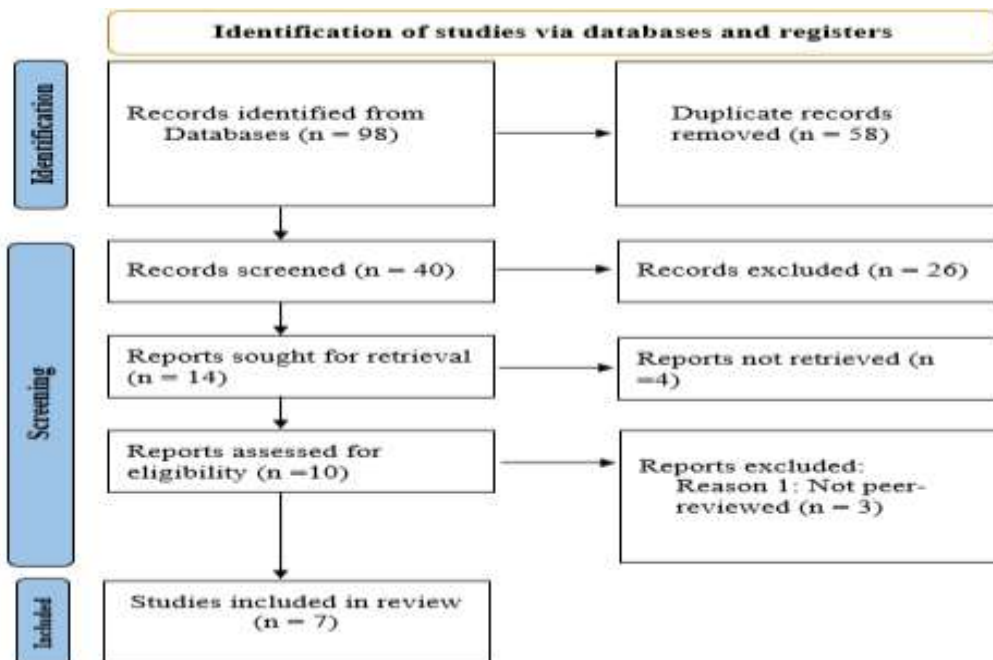 Identification of studies via databases and registers
Identification
Records identified from
Databases (n = 98)
Duplicate records
removed (n = 58)
Screening
Records screened (n = 40)
Records excluded (n = 26)
Reports sought for retrieval
(n = 14)
Reports not retrieved (n
=4)
Reports assessed for
eligibility (n =10)
Reports excluded:
Reason 1: Not peer-
reviewed (n = 3)
Included
Studies included in review
(n = 7)